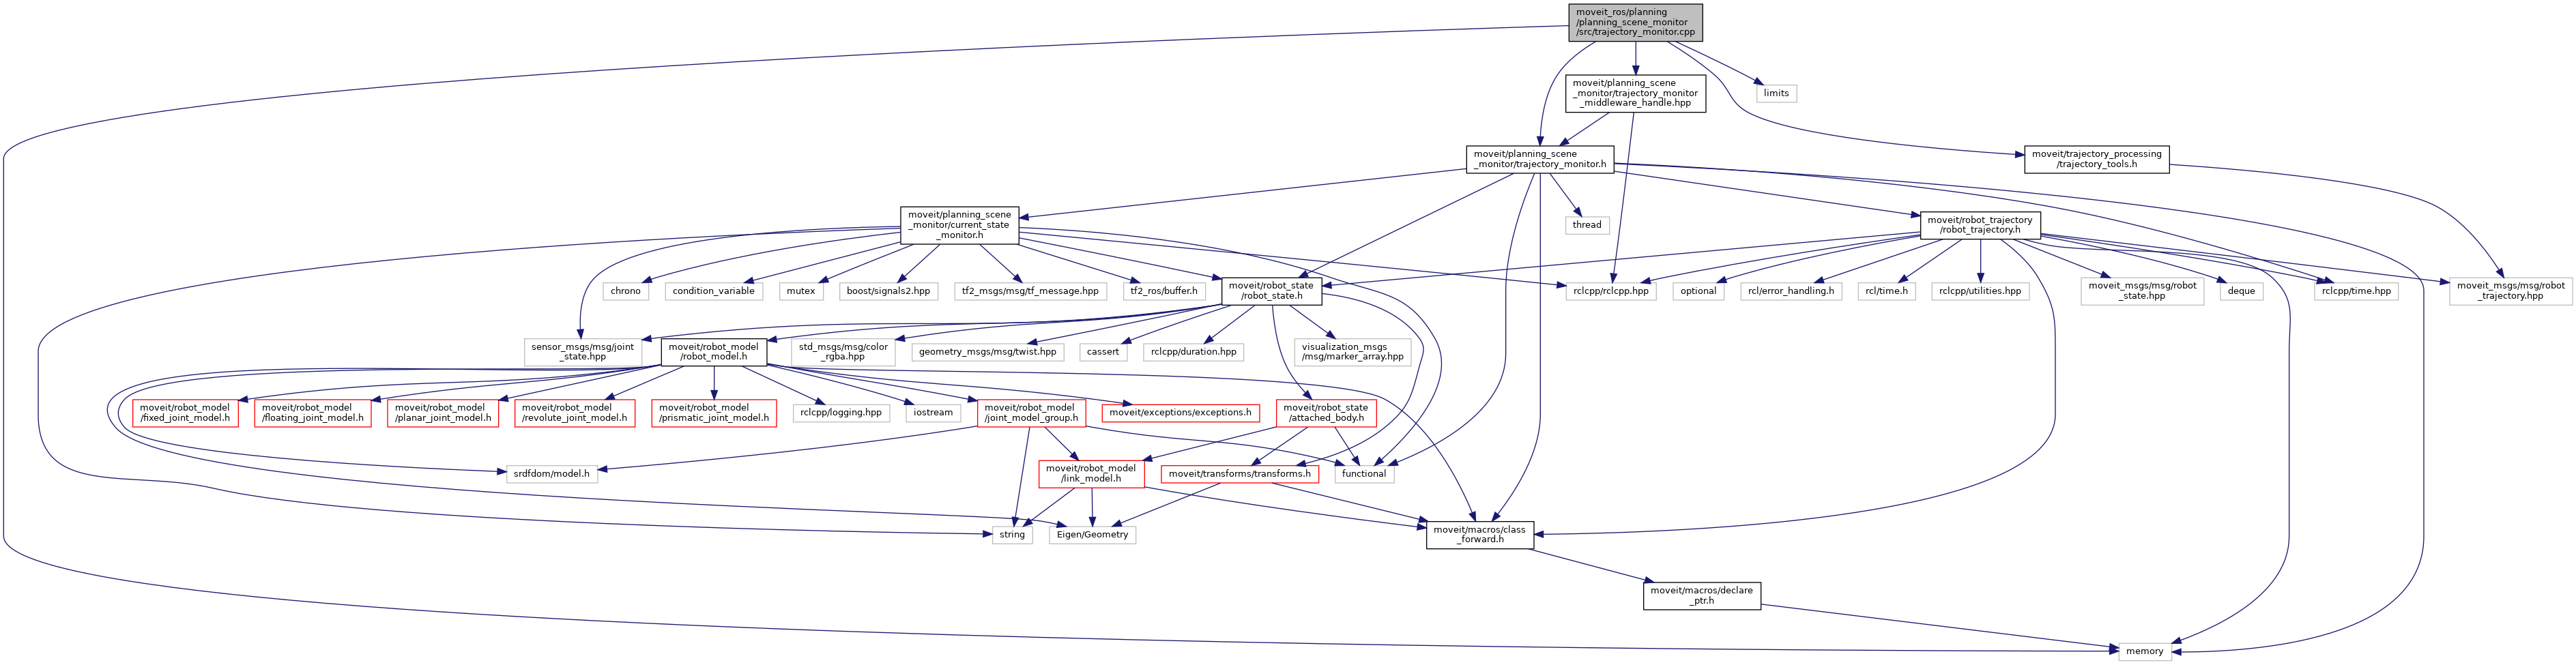 moveit_ros/planning
/planning_scene_monitor
/src/trajectory_monitor.cpp
moveit/planning_scene
_monitor/trajectory_monitor
_middleware_handle.hpp
limits
moveit/planning_scene
_monitor/trajectory_monitor.h
moveit/trajectory_processing
/trajectory_tools.h
moveit/planning_scene
_monitor/current_state
_monitor.h
thread
moveit/robot_trajectory
/robot_trajectory.h
chrono
condition_variable
mutex
boost/signals2.hpp
tf2_msgs/msg/tf_message.hpp
tf2_ros/buffer.h
moveit/robot_state
/robot_state.h
rclcpp/rclcpp.hpp
optional
rcl/error_handling.h
rcl/time.h
rclcpp/utilities.hpp
moveit_msgs/msg/robot
_state.hpp
deque
rclcpp/time.hpp
moveit_msgs/msg/robot
_trajectory.hpp
sensor_msgs/msg/joint
_state.hpp
moveit/robot_model
/robot_model.h
std_msgs/msg/color
_rgba.hpp
geometry_msgs/msg/twist.hpp
cassert
rclcpp/duration.hpp
visualization_msgs
/msg/marker_array.hpp
moveit/robot_model
/fixed_joint_model.h
moveit/robot_model
/floating_joint_model.h
moveit/robot_model
/planar_joint_model.h
moveit/robot_model
/revolute_joint_model.h
moveit/robot_model
/prismatic_joint_model.h
rclcpp/logging.hpp
iostream
moveit/robot_model
/joint_model_group.h
moveit/exceptions/exceptions.h
moveit/robot_state
/attached_body.h
srdfdom/model.h
moveit/robot_model
/link_model.h
moveit/transforms/transforms.h
functional
string
Eigen/Geometry
moveit/macros/class
_forward.h
moveit/macros/declare
_ptr.h
memory